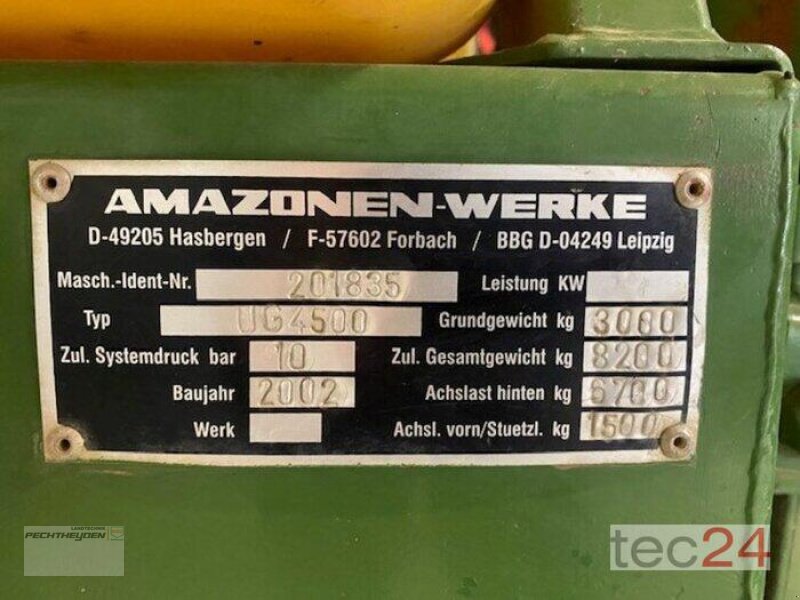 AMAZONEN-WERKE
D-49205 Hasbergen / F-57602 Forbach / BBG D-04249 Leipzig
Masch.-Ident-Nr. 201835 Leistung KW
Typ UG4500 Grundgewicht kg 3080
Zul. Systemdruck bar 10 Zul. Gesamtgewicht kg 8200
Baujahr 2002 Achslast hinten kg 6700
Werk Achsl. vorn/Stuetzl. kg 1500
LANDTECHNIK
PECHTHEYDEN
tec24